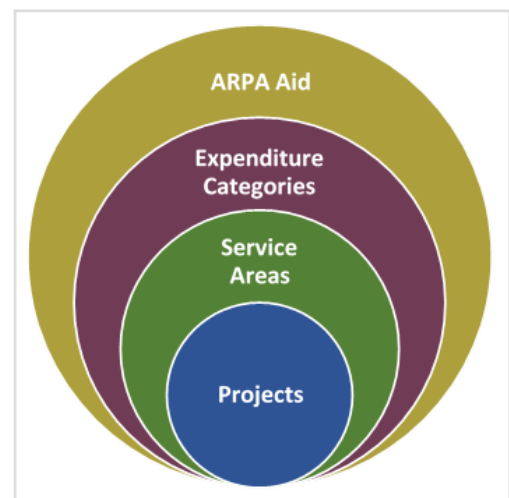 ARPA Aid
Expenditure
Categories
Service
Areas
Projects